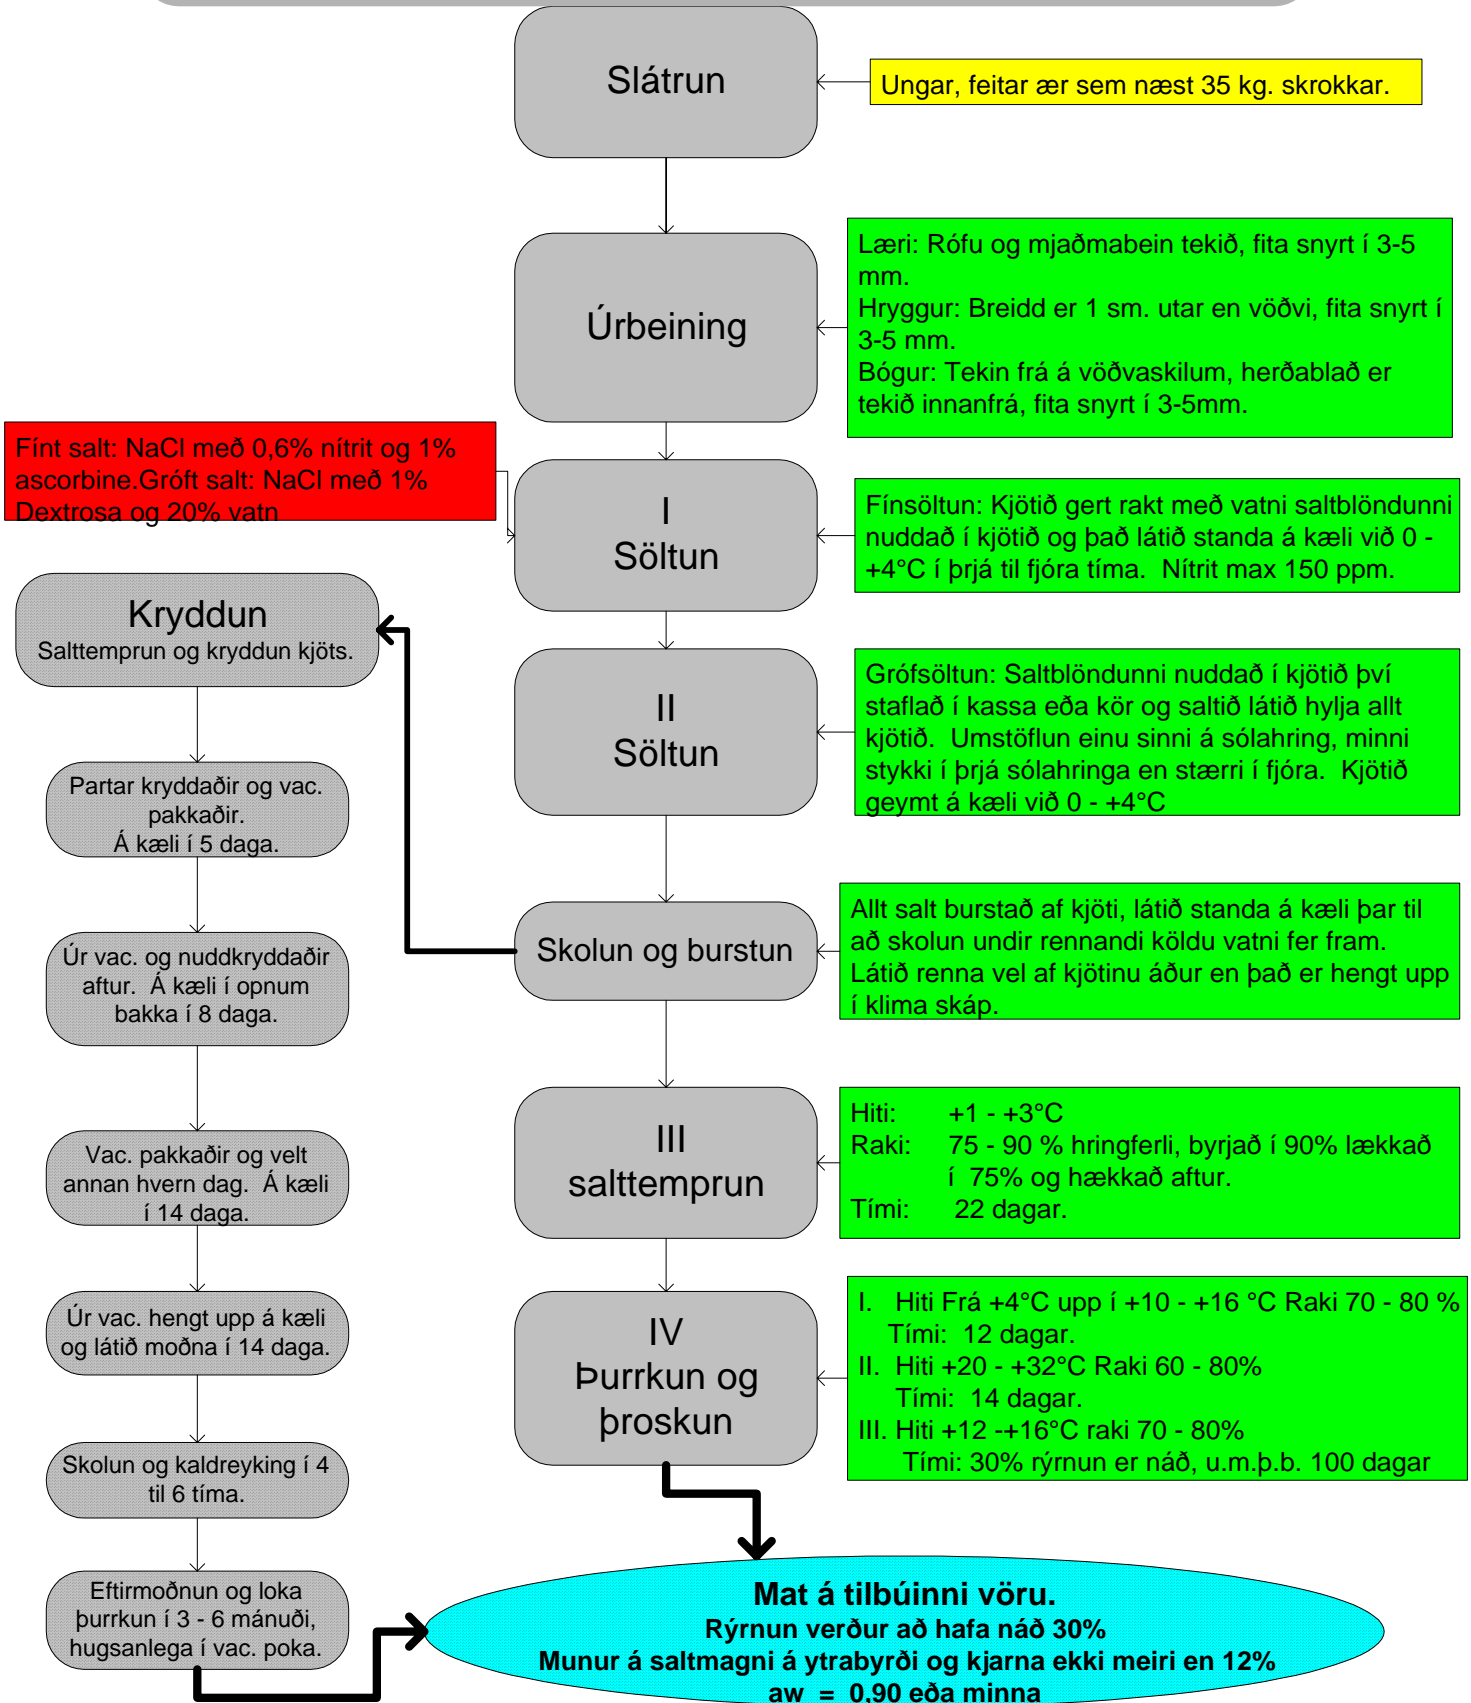 Slátrun
Ungar, feitar ær sem næst 35 kg. skrokkar.
Úrbeining
Læri: Rófu og mjaðmabein tekið, fita snyrt í 3-5
mm.
Hryggur: Breidd er 1 sm. utar en vöðvi, fita snyrt í
3-5 mm.
Bógur: Tekin frá á vöðvaskilum, herðablað er
tekið innanfrá, fita snyrt í 3-5mm.
Fínt salt: NaCl með 0,6% nítrit og 1%
ascorbine.Gróft salt: NaCl með 1%
Dextrosa og 20% vatn
I
Söltun
Fínsöltun: Kjötið gert rakt með vatni saltblöndunni
nuddað í kjötið og það látið standa á kæli við 0 -
+4°C í þrjá til fjóra tíma.  Nítrit max 150 ppm.
II
Söltun
Grófsöltun: Saltblöndunni nuddað í kjötið því
staflað í kassa eða kör og saltið látið hylja allt
kjötið.  Umstöflun einu sinni á sólahring, minni
stykki í þrjá sólahringa en stærri í fjóra.  Kjötið
geymt á kæli við 0 - +4°C
Skolun og burstun
Allt salt burstað af kjöti, látið standa á kæli þar til
að skolun undir rennandi köldu vatni fer fram.
Látið renna vel af kjötinu áður en það er hengt upp
í klima skáp.
III
salttemprun
Hiti: +1 - +3°C
Raki: 75 - 90 % hringferli, byrjað í 90% lækkað
í  75% og hækkað aftur.
Tími: 22 dagar.
IV
Þurrkun og
þroskun
I. Hiti Frá +4°C upp í +10 - +16 °C Raki 70 - 80 %
Tími:  12 dagar.
II. Hiti +20 - +32°C Raki 60 - 80%
Tími:  14 dagar.
III. Hiti +12 -+16°C raki 70 - 80%
Tími: 30% rýrnun er náð, u.m.þ.b. 100 dagar
Kryddun
Salttemprun og kryddun kjöts.
Partar kryddaðir og vac.
pakkaðir.
Á kæli í 5 daga.
Úr vac. og nuddkryddaðir
aftur.  Á kæli í opnum
bakka í 8 daga.
Vac. pakkaðir og velt
annan hvern dag.  Á kæli
í 14 daga.
Úr vac. hengt upp á kæli
og látið moðna í 14 daga.
Skolun og kaldreyking í 4
til 6 tíma.
Eftirmoðnun og loka
þurrkun í 3 - 6 mánuði,
hugsanlega í vac. poka.
Mat á tilbúinni vöru.
Rýrnun verður að hafa náð 30%
Munur á saltmagni á ytrabyrði og kjarna ekki meiri en 12%
aw  =  0,90 eða minna